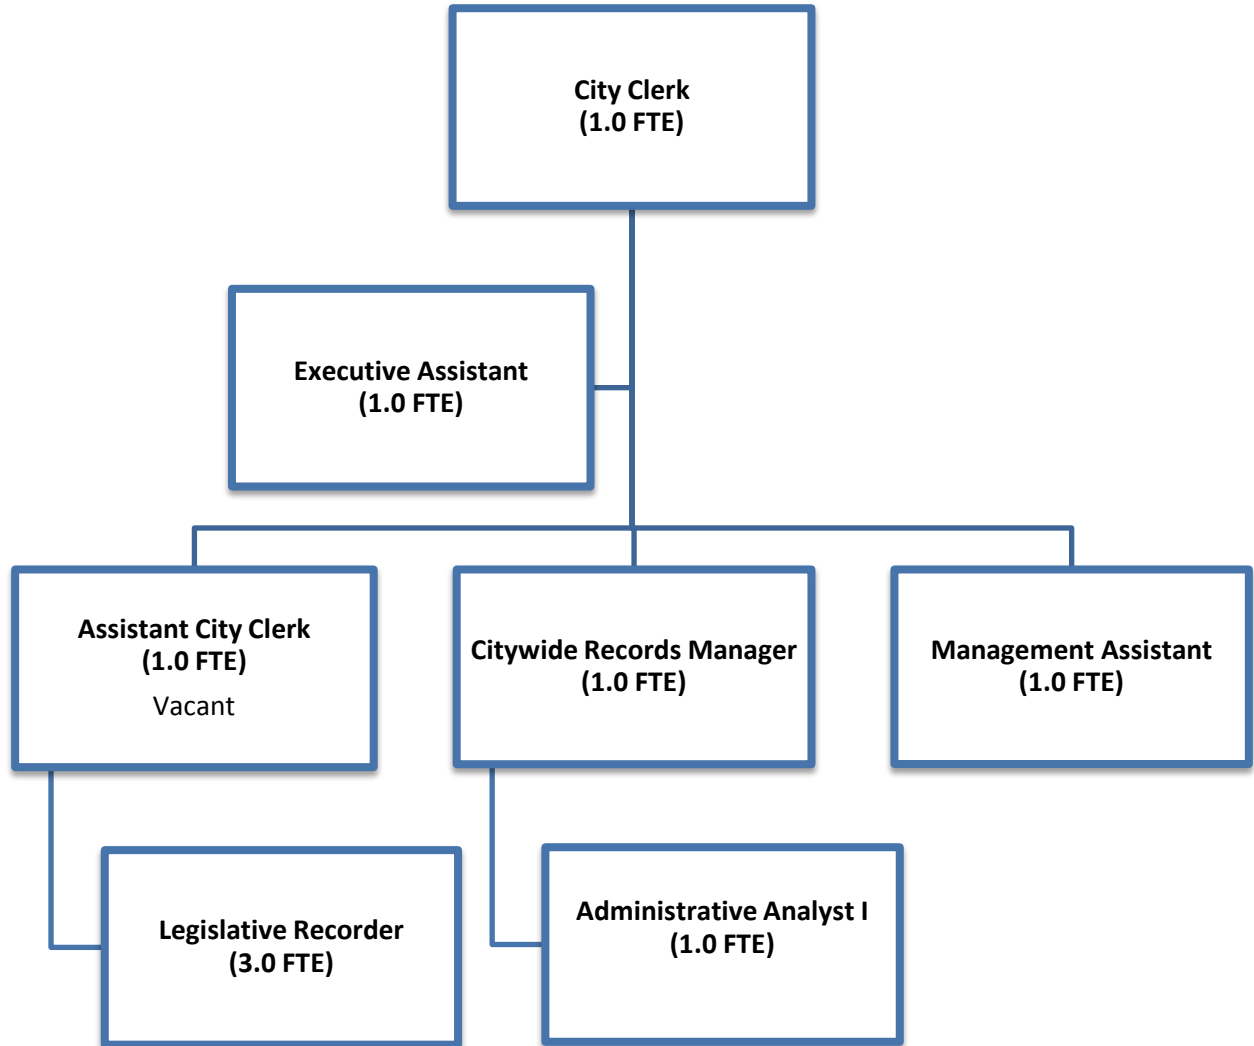 City Clerk
(1.0 FTE)
Executive Assistant
(1.0 FTE)
Assistant City Clerk
(1.0 FTE)
Vacant
Citywide Records Manager
(1.0 FTE)
Management Assistant
(1.0 FTE)
Legislative Recorder
(3.0 FTE)
Administrative Analyst I
(1.0 FTE)